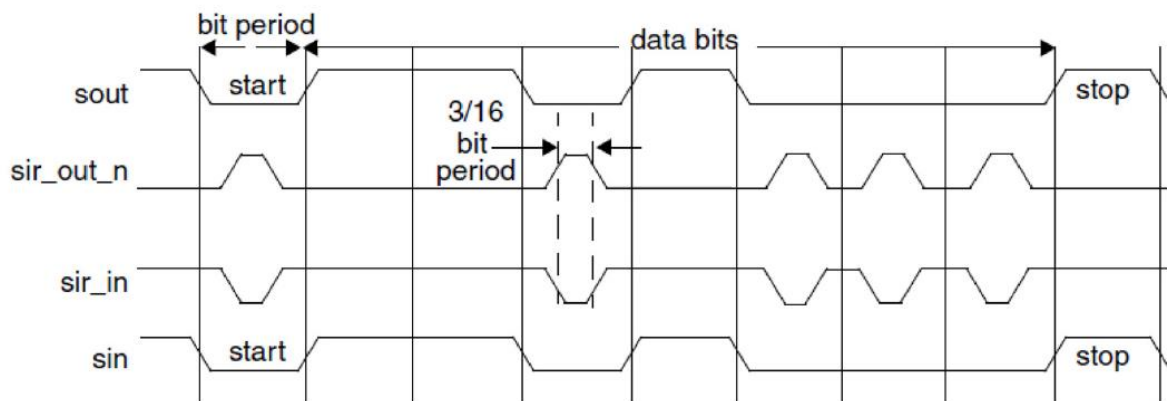 bit period
data bits
sout
start
stop
3/16
bit
period
sir_out_n
sir_in
sin
start
stop